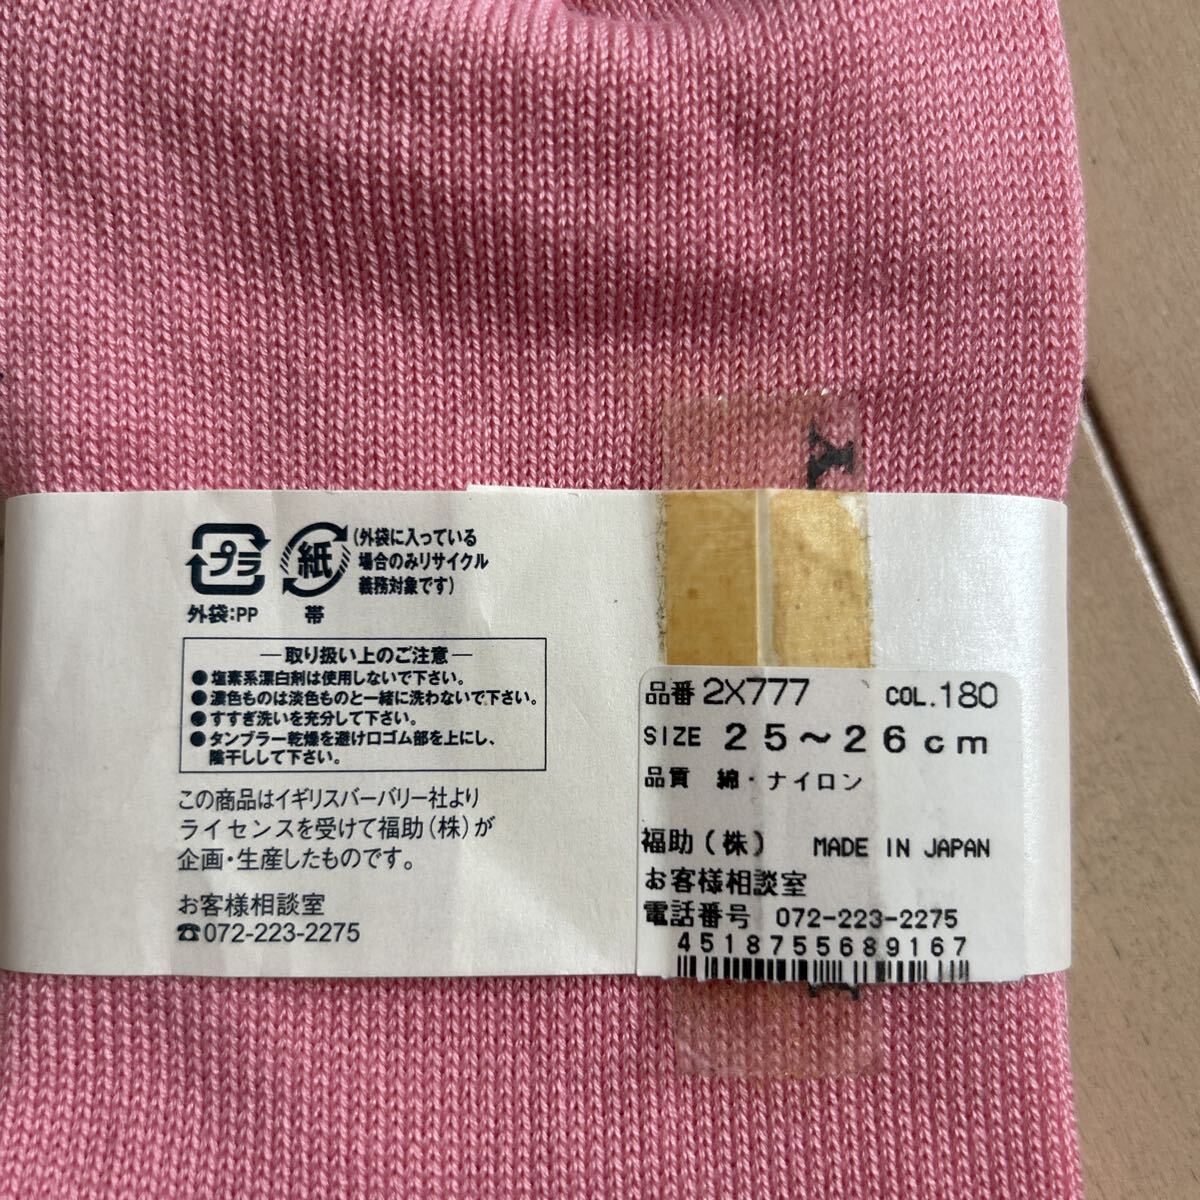 プラ
外袋:PP
紙
帯
(外袋に入っている
場合のみリサイクル
義務対象です)
―取り扱い上のご注意―
●塩素系漂白剤は使用しないで下さい。
●濃色ものは淡色ものと一緒に洗わないで下さい。
●すすぎ洗いを充分して下さい。
●タンブラー乾燥を避け口ゴム部を上にし、
陰干しして下さい。
この商品はイギリスバーバリー社より
ライセンスを受けて福助(株)が
企画・生産したものです。
お客様相談室
☎072-223-2275
Y
品番 2X777 COL.180
SIZE 25～26cm
品質 綿・ナイロン
福助(株) MADE IN JAPAN
お客様相談室
電話番号 072-223-2275
4518755689167